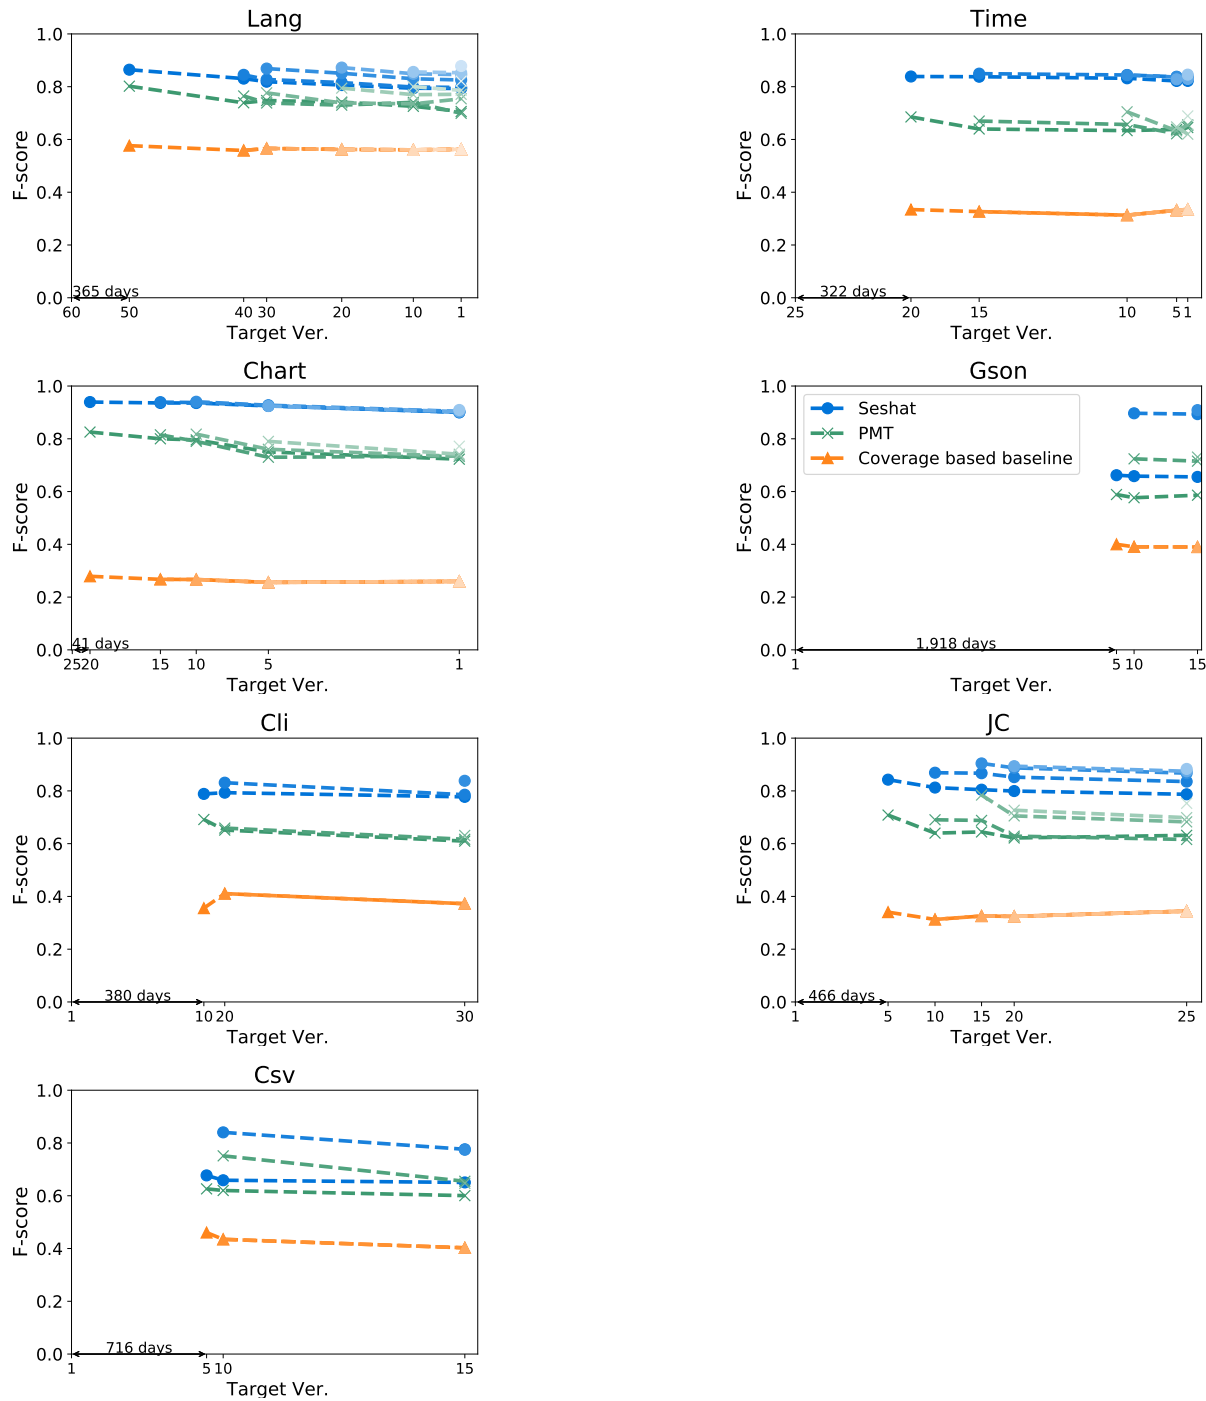 Lang
1.0
0.8
0.6
0.4
0.2
0.0
F-score
365 days
60 50 40 30 20 10 1
Target Ver.
Time
1.0
0.8
0.6
0.4
0.2
0.0
F-score
322 days
25 20 15 10 5 1
Target Ver.
Chart
1.0
0.8
0.6
0.4
0.2
0.0
F-score
41 days
25 20 15 10 5 1
Target Ver.
Gson
1.0
0.8
0.6
0.4
0.2
0.0
F-score
Seshat
PMT
Coverage based baseline
1,918 days
1 5 10 15
Target Ver.
Cli
1.0
0.8
0.6
0.4
0.2
0.0
F-score
380 days
1 10 20 30
Target Ver.
JC
1.0
0.8
0.6
0.4
0.2
0.0
F-score
466 days
1 5 10 15 20 25
Target Ver.
Csv
1.0
0.8
0.6
0.4
0.2
0.0
F-score
716 days
1 5 10 15
Target Ver.